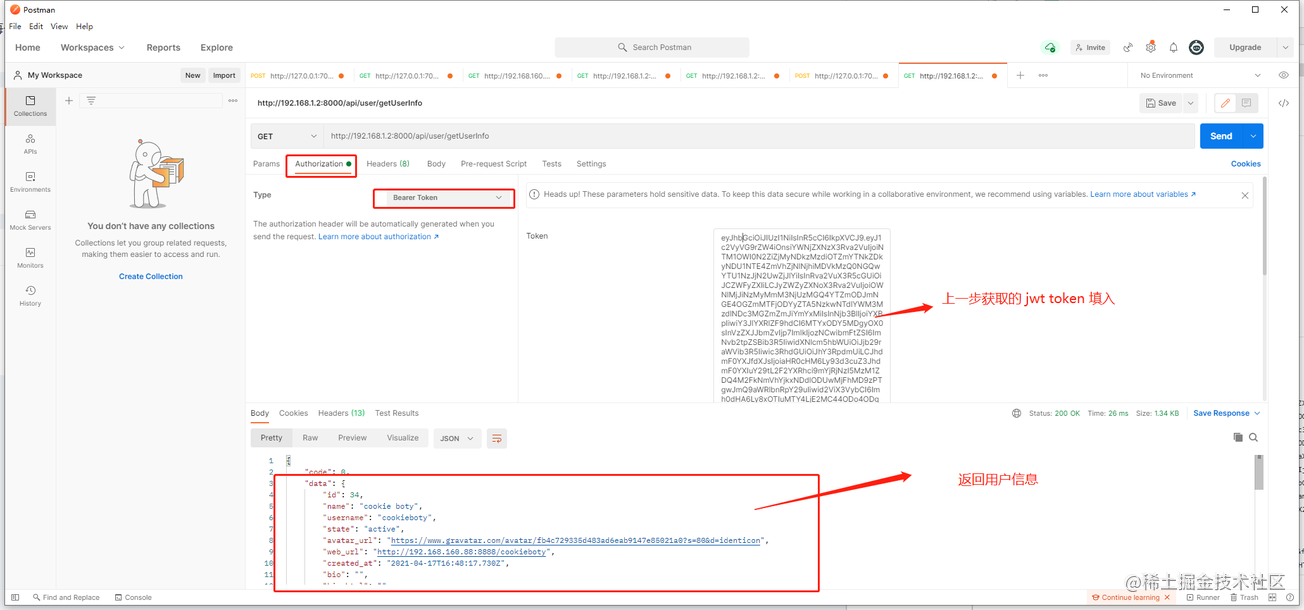 Postman
File Edit View Help
Home Workspaces Reports Explore Search Postman Invite Upgrade
My Workspace New Import
POST http://127.0.0.1:70... GET http://127.0.0.1:70... GET http://192.168.160.... GET http://192.168.1.2:... GET http://192.168.1.2:... POST http://127.0.0.1:70... GET http://192.168.1.2:... No Environment
Collections
APIs
Environments
Mock Servers
Monitors
History
You don't have any collections
Collections let you group related requests,
making them easier to access and run.
Create Collection
http://192.168.1.2:8000/api/user/getUserInfo Save
GET http://192.168.1.2:8000/api/user/getUserInfo Send
Params Authorization Headers (8) Body Pre-request Script Tests Settings Cookies
Type Bearer Token
Heads up! These parameters hold sensitive data. To keep this data secure while working in a collaborative environment, we recommend using variables. Learn more about variables
The authorization header will be automatically generated when you
send the request. Learn more about authorization
Token
上一步获取的 jwt token 填入
Body Cookies Headers (13) Test Results Status: 200 OK Time: 26 ms Size: 1.34 KB Save Response
Pretty Raw Preview Visualize JSON
1 {
2 "code": 0,
3 "data": {
4 "id": 34,
5 "name": "cookie boty",
6 "username": "cookieboty",
7 "state": "active",
8 "avatar_url": "https://www.gravatar.com/avatar/fb4c729335d483ad6eab9147e85021a0?s=80&d=identicon",
9 "web_url": "http://192.168.160.88:8888/cookieboty",
10 "created_at": "2021-04-17T16:48:17.730Z",
11 "bio": "",
返回用户信息
@稀土掘金技术社区
Find and Replace Console Continue learning Runner Trash